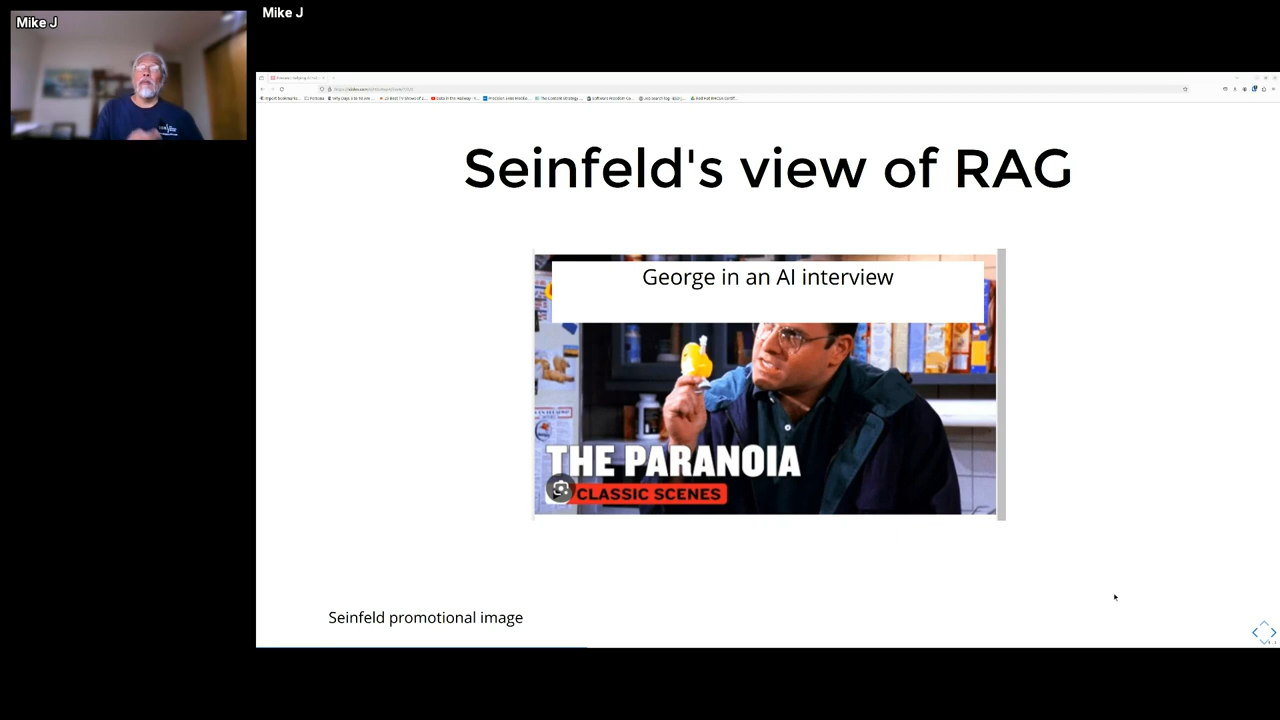 Mike J
Mike J
Seinfeld's view of RAG
George in an AI interview
THE PARANOIA
CLASSIC SCENES
Seinfeld promotional image